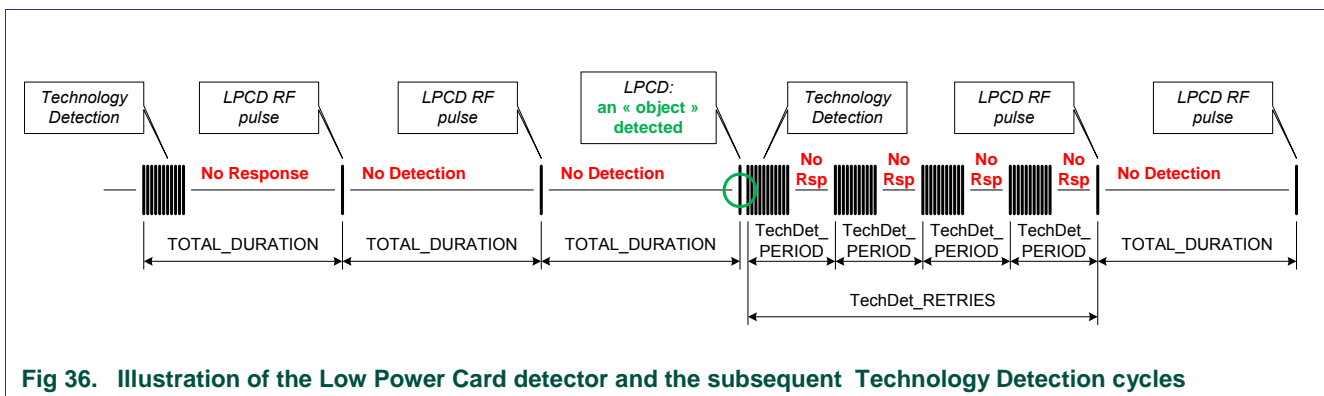 Technology
Detection
LPCD RF
pulse
LPCD RF
pulse
LPCD:
an « object »
detected
Technology
Detection
LPCD RF
pulse
LPCD RF
pulse
No Response
No Detection
No Detection
No
Rsp
No
Rsp
No
Rsp
No
Rsp
No Detection
TOTAL_DURATION
TOTAL_DURATION
TOTAL_DURATION
TechDet_
PERIOD
TechDet_
PERIOD
TechDet_
PERIOD
TechDet_
PERIOD
TOTAL_DURATION
TechDet_RETRIES
Fig 36. Illustration of the Low Power Card detector and the subsequent Technology Detection cycles